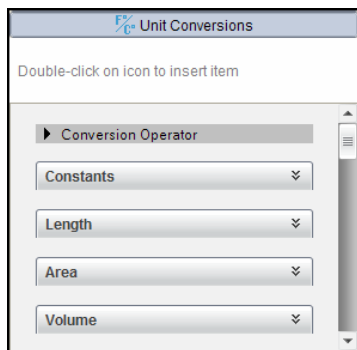 F°/C° Unit Conversions
Double-click on icon to insert item
Conversion Operator
Constants
Length
Area
Volume